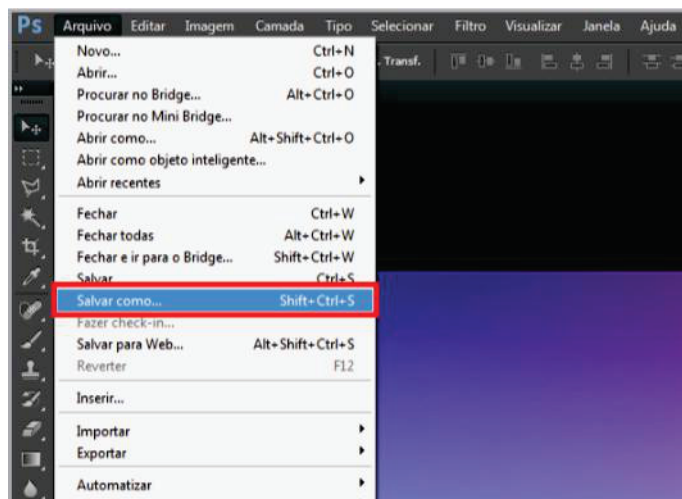 Ps Arquivo Editar Imagem Camada Tipo Selecionar Filtro Visualizar Janela Ajuda
. Transf.
Novo... Ctrl+N
Abrir... Ctrl+O
Procurar no Bridge... Alt+Ctrl+O
Procurar no Mini Bridge...
Abrir como... Alt+Shift+Ctrl+O
Abrir como objeto inteligente...
Abrir recentes
Fechar Ctrl+W
Fechar todas Alt+Ctrl+W
Fechar e ir para o Bridge... Shift+Ctrl+W
Salvar Ctrl+S
Salvar como... Shift+Ctrl+S
Fazer check-in...
Salvar para Web... Alt+Shift+Ctrl+S
Reverter F12
Inserir...
Importar
Exportar
Automatizar